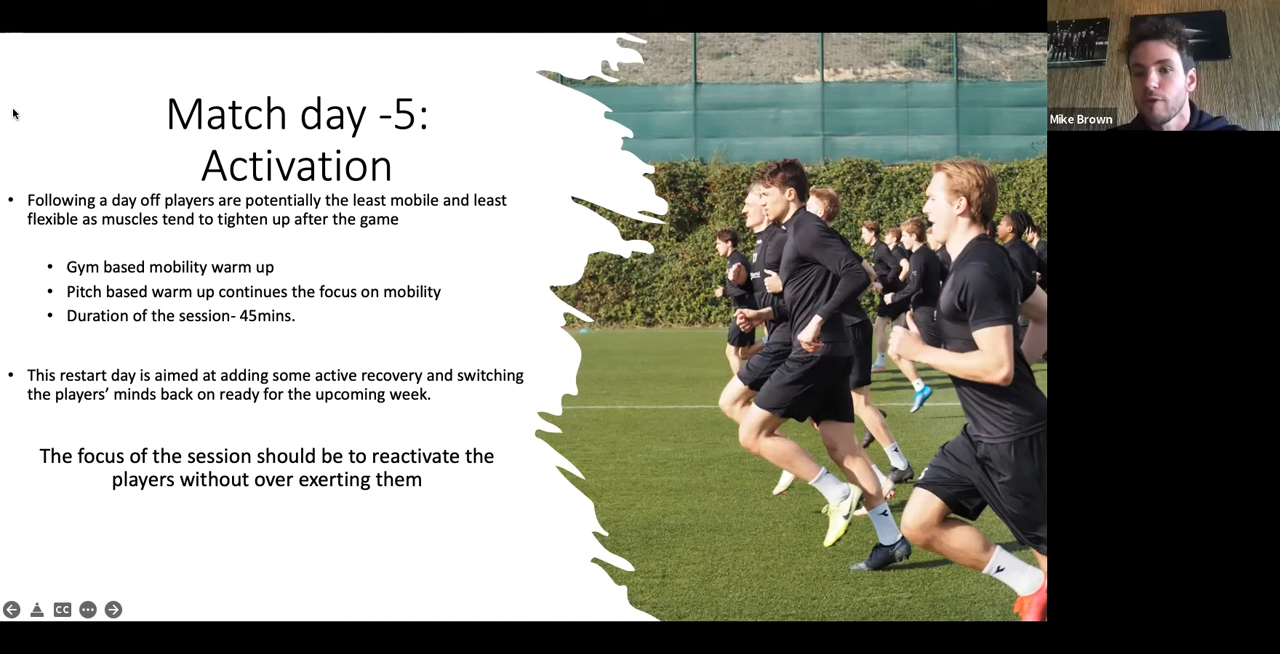 Match day -5:
Activation
• Following a day off players are potentially the least mobile and least
flexible as muscles tend to tighten up after the game
• Gym based mobility warm up
• Pitch based warm up continues the focus on mobility
• Duration of the session- 45mins.
• This restart day is aimed at adding some active recovery and switching
the players’ minds back on ready for the upcoming week.
The focus of the session should be to reactivate the
players without over exerting them
CC
Mike Brown